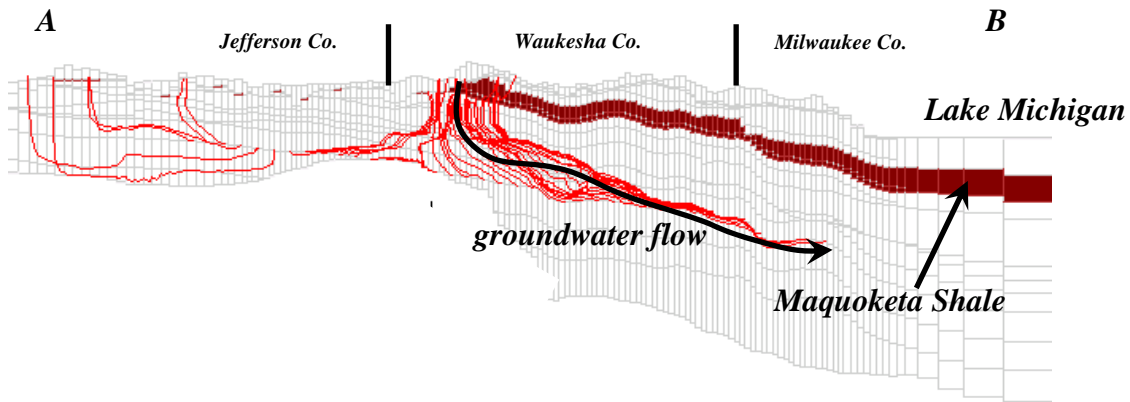 A
B
Jefferson Co.
Waukesha Co.
Milwaukee Co.
Lake Michigan
groundwater flow
Maquoketa Shale